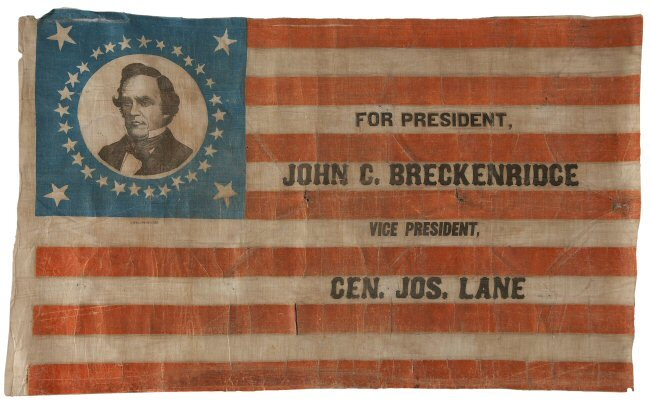 FOR PRESIDENT,
JOHN C. BRECKENRIDGE
VICE PRESIDENT,
GEN. JOS. LANE